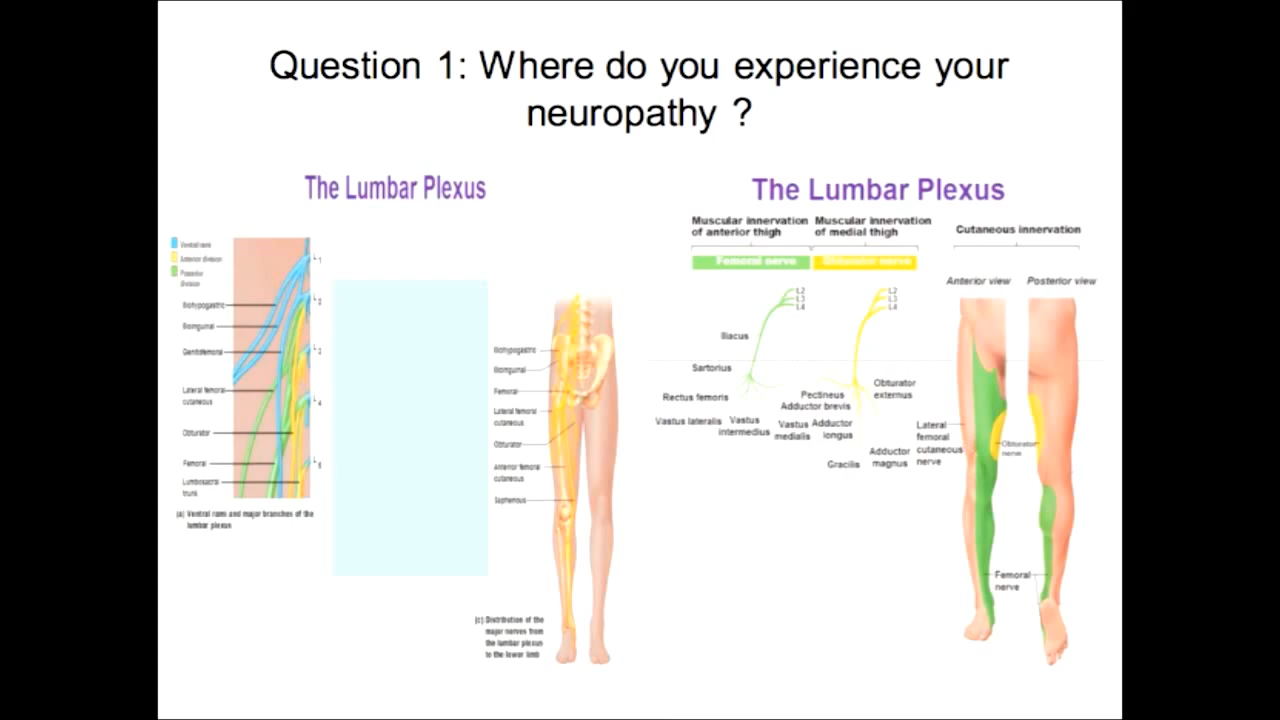 Question 1: Where do you experience your
neuropathy ?
The Lumbar Plexus
Ventral rami
Anterior division
Posterior
division
L1
L2
L3
L4
L5
Iliohypogastric
Ilioinguinal
Genitofemoral
Lateral femoral
cutaneous
Obturator
Femoral
Lumbosacral
trunk
(a) Ventral rami and major branches of the
lumbar plexus
Iliohypogastric
Ilioinguinal
Femoral
Lateral femoral
cutaneous
Obturator
Anterior femoral
cutaneous
Saphenous
(c) Distribution of the
major nerves from
the lumbar plexus
to the lower limb
The Lumbar Plexus
Muscular innervation
of anterior thigh
Muscular innervation
of medial thigh
Cutaneous innervation
Femoral nerve
Obturator nerve
Anterior view
Posterior view
L2
L3
L4
L2
L3
L4
Iliacus
Sartorius
Rectus femoris
Vastus lateralis
Vastus
intermedius
Vastus
medialis
Pectineus
Adductor brevis
Adductor
longus
Obturator
externus
Gracilis
Adductor
magnus
Lateral
femoral
cutaneous
nerve
Obturator
nerve
Femoral
nerve